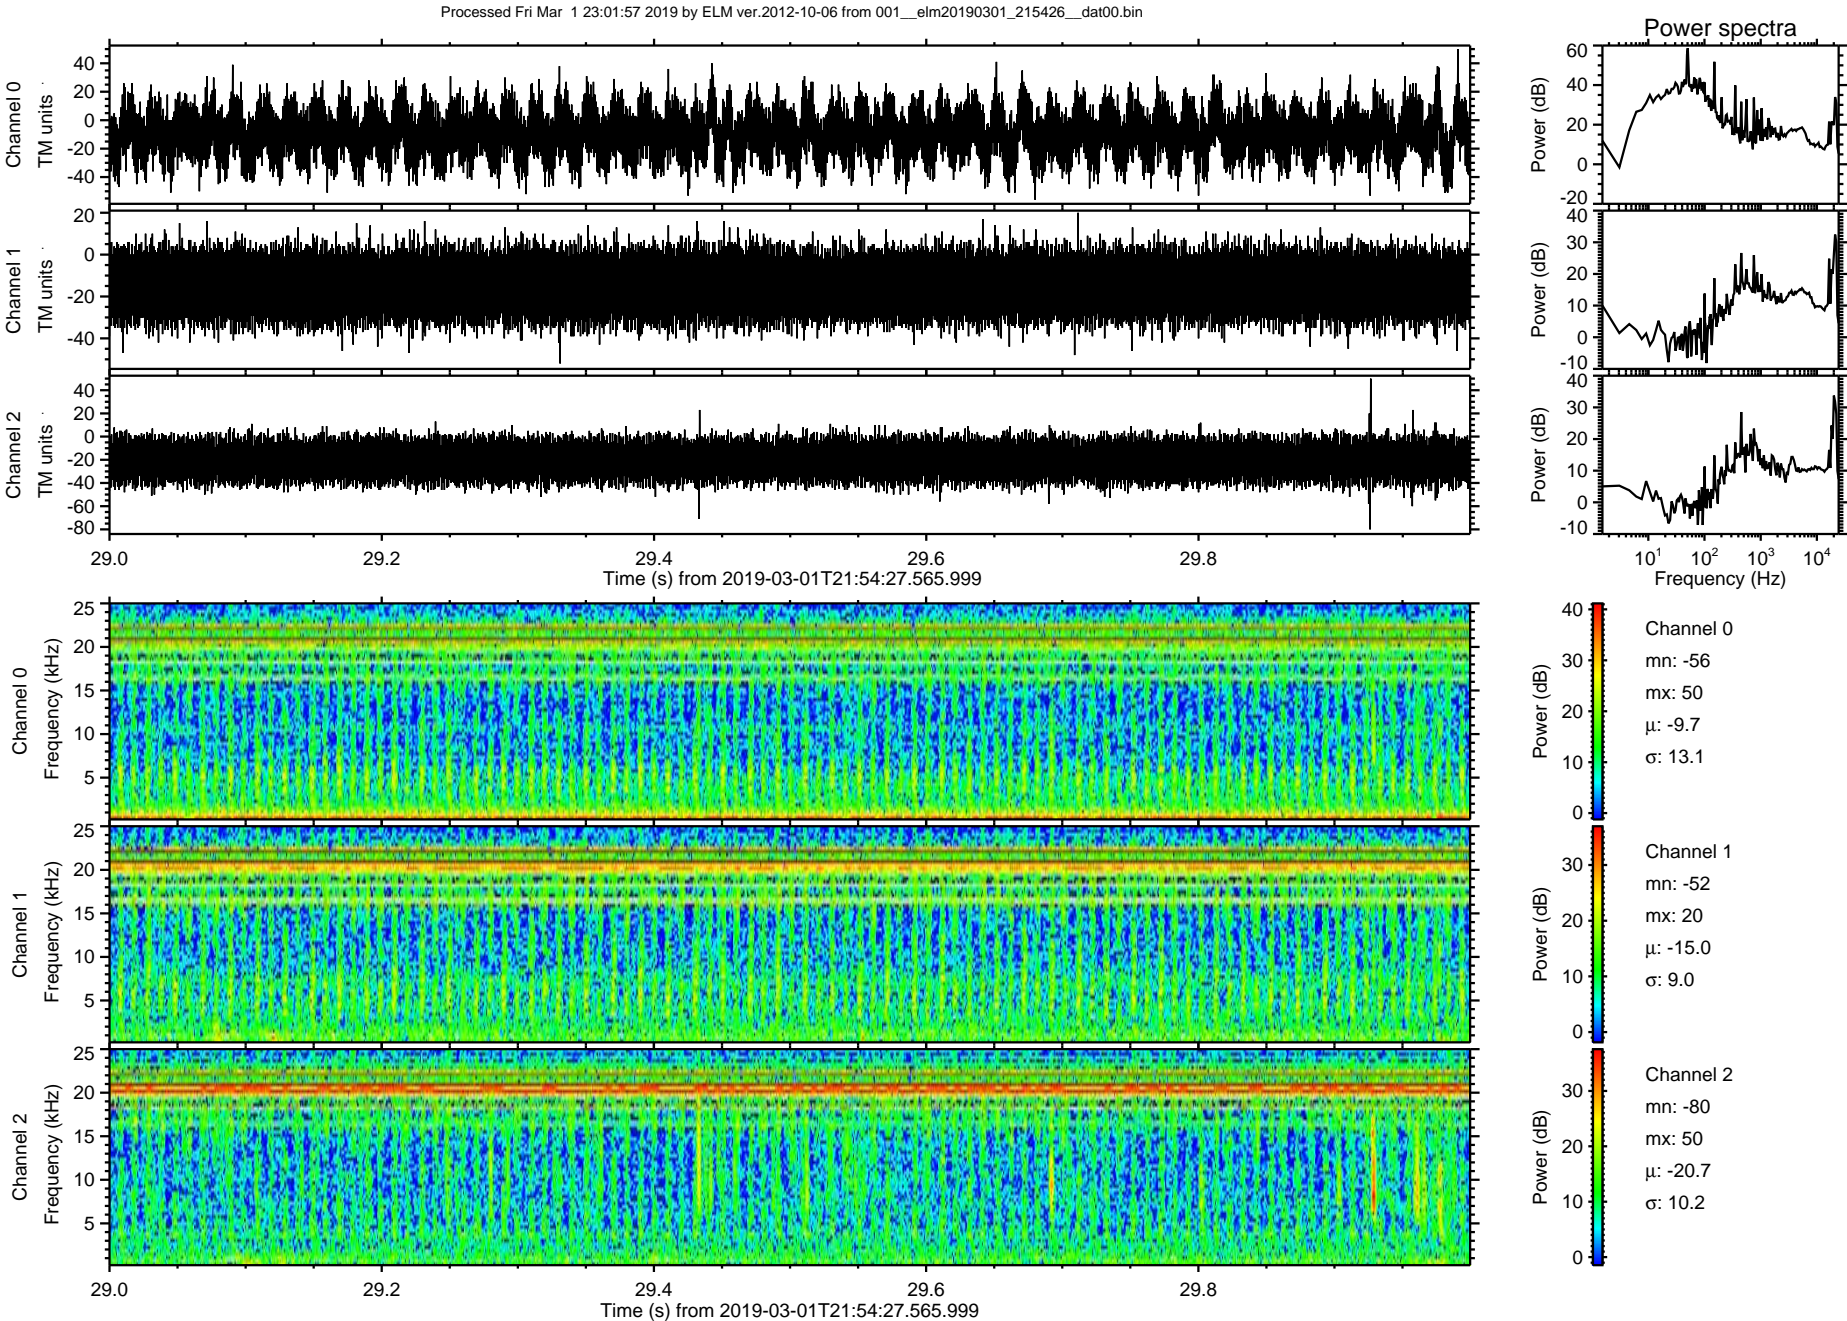 Processed Fri Mar  1 23:01:57 2019 by ELM ver.2012-10-06 from 001__elm20190301_215426__dat00.bin
Power spectra
Channel 0
TM units
40
20
0
-20
-40
Power (dB)
60
40
20
0
-20
Channel 1
TM units
20
0
-20
-40
Power (dB)
40
30
20
10
0
-10
Channel 2
TM units
40
20
0
-20
-40
-60
-80
Power (dB)
40
30
20
10
0
-10
29.0 29.2 29.4 29.6 29.8
Time (s) from 2019-03-01T21:54:27.565.999
10^1 10^2 10^3 10^4
Frequency (Hz)
Channel 0
Frequency (kHz)
25
20
15
10
5
Power (dB)
40
30
20
10
0
Channel 0
mn: -56
mx: 50
μ: -9.7
σ: 13.1
Channel 1
Frequency (kHz)
25
20
15
10
5
Power (dB)
30
20
10
0
Channel 1
mn: -52
mx: 20
μ: -15.0
σ: 9.0
Channel 2
Frequency (kHz)
25
20
15
10
5
Power (dB)
30
20
10
0
Channel 2
mn: -80
mx: 50
μ: -20.7
σ: 10.2
29.0 29.2 29.4 29.6 29.8
Time (s) from 2019-03-01T21:54:27.565.999